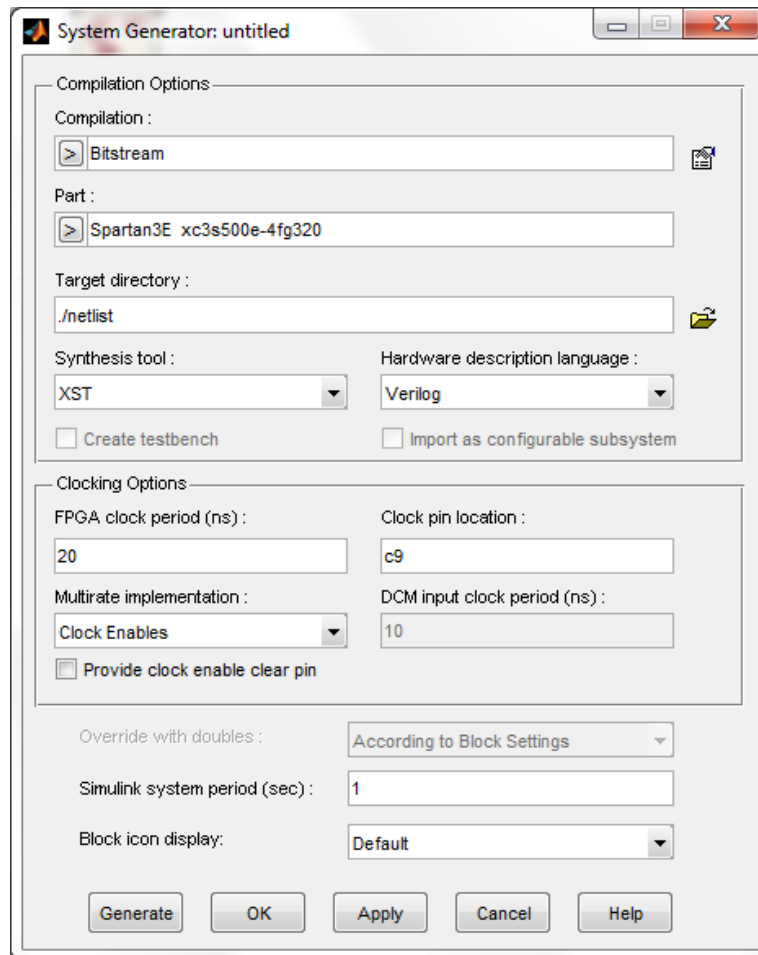 System Generator: untitled
Compilation Options
Compilation :
> Bitstream
Part :
> Spartan3E xc3s500e-4fg320
Target directory :
./netlist
Synthesis tool : Hardware description language :
XST Verilog
Create testbench Import as configurable subsystem
Clocking Options
FPGA clock period (ns) : Clock pin location :
20 c9
Multirate implementation : DCM input clock period (ns) :
Clock Enables 10
Provide clock enable clear pin
Override with doubles : According to Block Settings
Simulink system period (sec) : 1
Block icon display: Default
Generate OK Apply Cancel Help